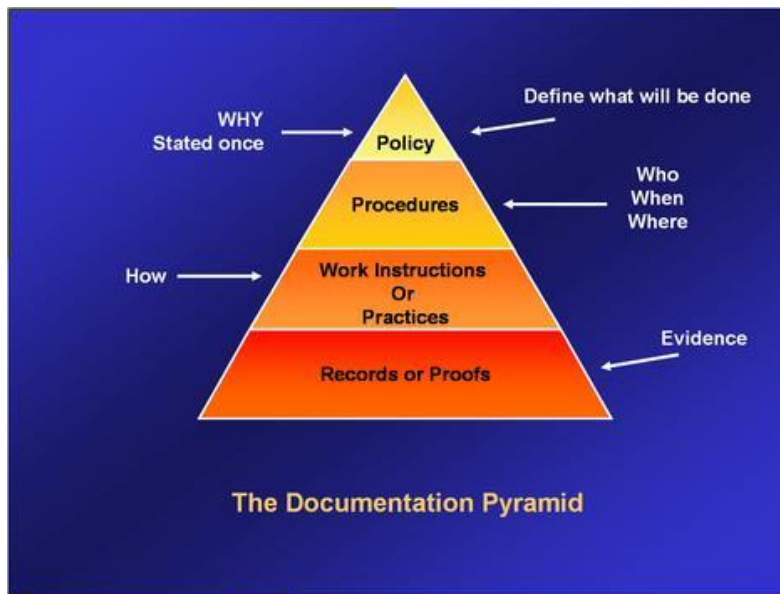 Define what will be done
WHY
Stated once
Policy
Who
When
Where
Procedures
How
Work Instructions
Or
Practices
Evidence
Records or Proofs
The Documentation Pyramid